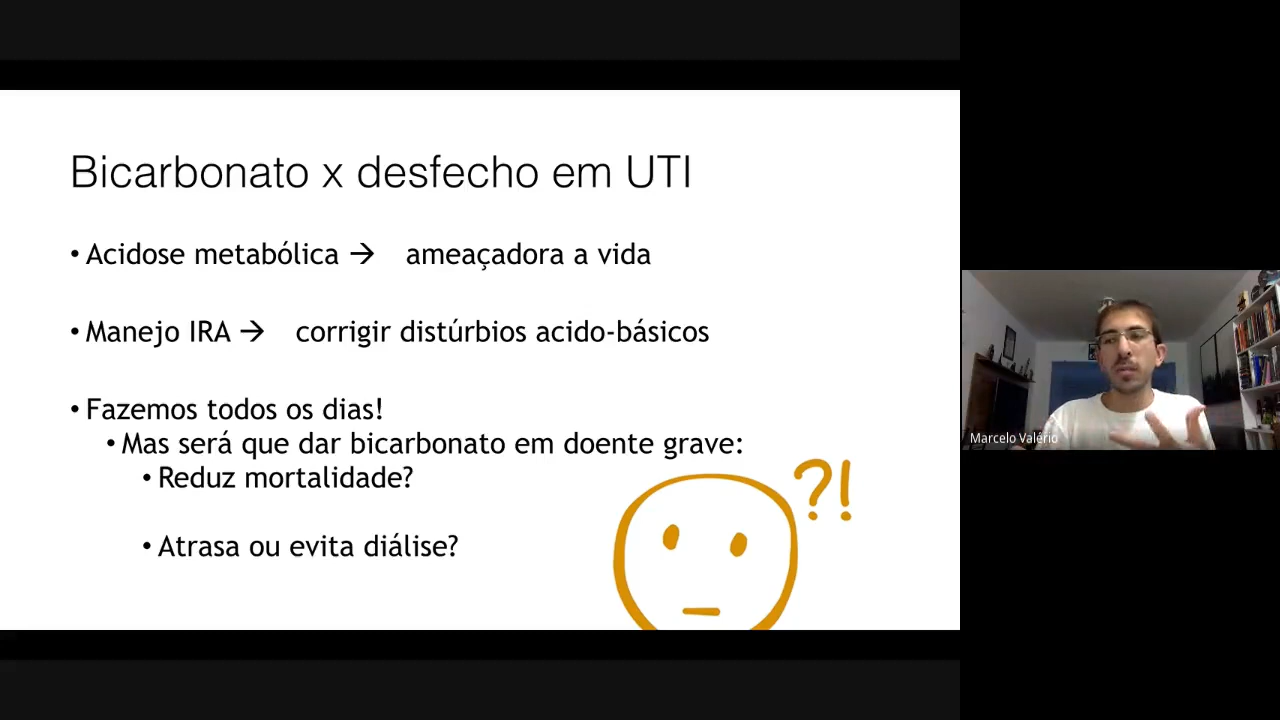 Bicarbonato x desfecho em UTI
• Acidose metabólica → ameaçadora a vida
• Manejo IRA → corrigir distúrbios acido-básicos
• Fazemos todos os dias!
• Mas será que dar bicarbonato em doente grave:
• Reduz mortalidade?
?!
• Atrasa ou evita diálise?
Marcelo Valério